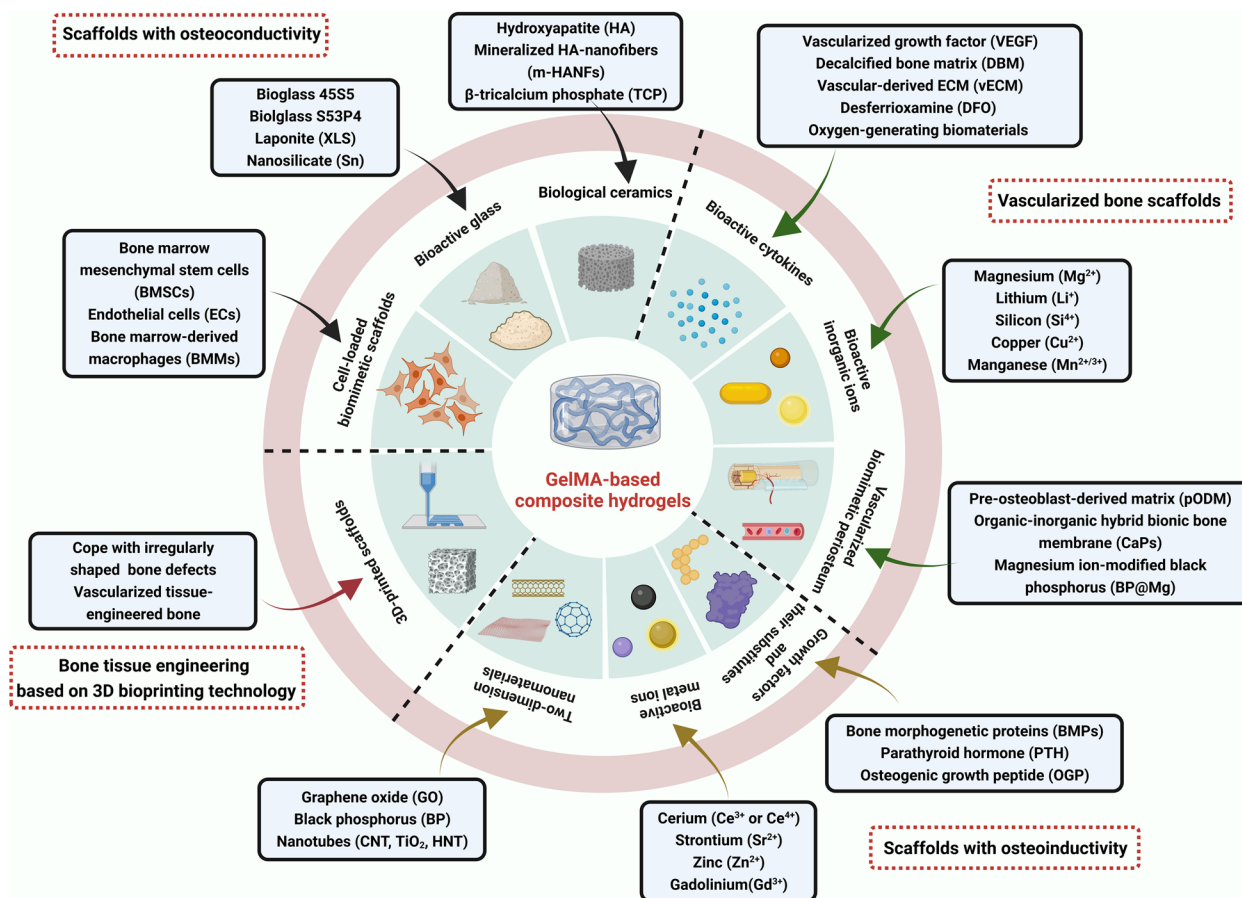 Scaffolds with osteoconductivity
Hydroxyapatite (HA)
Mineralized HA-nanofibers
(m-HANFs)
β-tricalcium phosphate (TCP)
Vascularized growth factor (VEGF)
Decalcified bone matrix (DBM)
Vascular-derived ECM (vECM)
Desferrioxamine (DFO)
Oxygen-generating biomaterials
Bioglass 45S5
Biolglass S53P4
Laponite (XLS)
Nanosilicate (Sn)
Biological ceramics
Bioactive glass
Bioactive cytokines
Vascularized bone scaffolds
Bone marrow
mesenchymal stem cells
(BMSCs)
Endothelial cells (ECs)
Bone marrow-derived
macrophages (BMMs)
Cell-loaded
biomimetic scaffolds
Bioactive
inorganic ions
Magnesium (Mg²⁺)
Lithium (Li⁺)
Silicon (Si⁴⁺)
Copper (Cu²⁺)
Manganese (Mn²⁺/³⁺)
GelMA-based
composite hydrogels
Vascularized
biomimetic periosteum
Pre-osteoblast-derived matrix (pODM)
Organic-inorganic hybrid bionic bone
membrane (CaPs)
Magnesium ion-modified black
phosphorus (BP@Mg)
Cope with irregularly
shaped bone defects
Vascularized tissue-
engineered bone
3D-printed scaffolds
Bone tissue engineering
based on 3D bioprinting technology
Two-dimension
nanomaterials
Bioactive
metal ions
Growth factors
and
their substitutes
Bone morphogenetic proteins (BMPs)
Parathyroid hormone (PTH)
Osteogenic growth peptide (OGP)
Graphene oxide (GO)
Black phosphorus (BP)
Nanotubes (CNT, TiO₂, HNT)
Cerium (Ce³⁺ or Ce⁴⁺)
Strontium (Sr²⁺)
Zinc (Zn²⁺)
Gadolinium(Gd³⁺)
Scaffolds with osteoinductivity